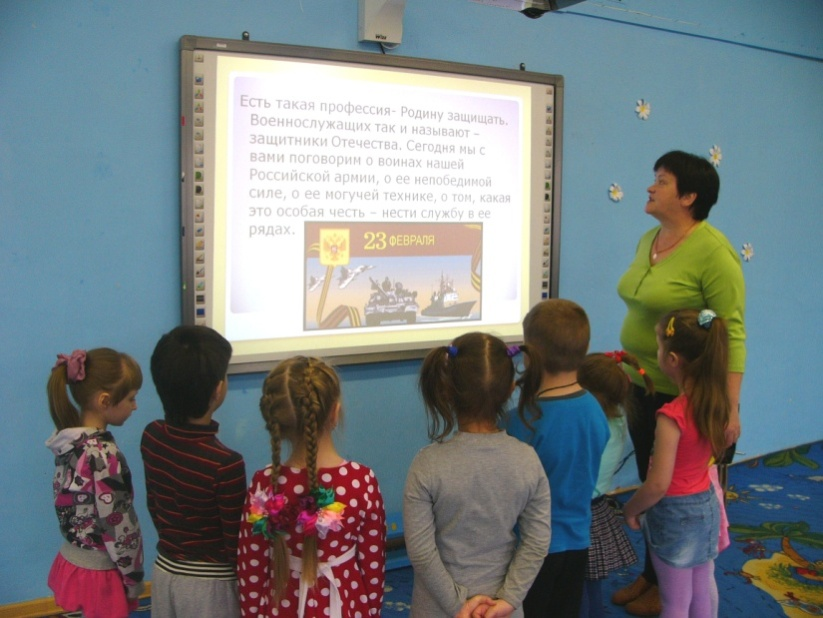 Есть такая профессия- Родину защищать.
Военнослужащих так и называют –
защитники Отечества. Сегодня мы с
вами поговорим о воинах нашей
Российской армии, о ее непобедимой
силе, о ее могучей технике, о том, какая
это особая честь – нести службу в ее
рядах.
23 ФЕВРАЛЯ